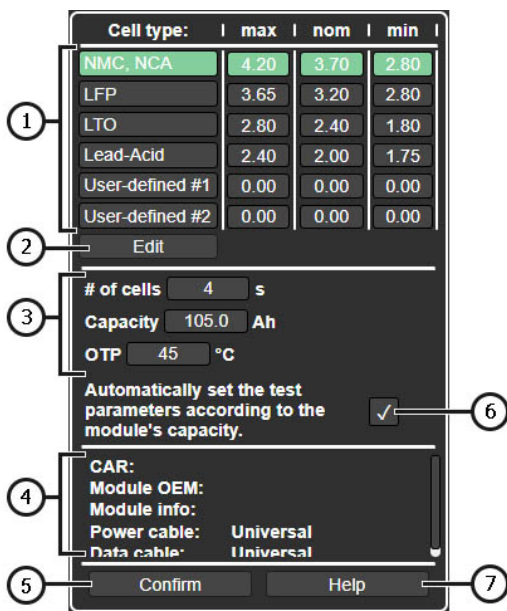 Cell type: max nom min
NMC, NCA 4.20 3.70 2.80
LFP 3.65 3.20 2.80
LTO 2.80 2.40 1.80
Lead-Acid 2.40 2.00 1.75
User-defined #1 0.00 0.00 0.00
User-defined #2 0.00 0.00 0.00
Edit
# of cells 4 s
Capacity 105.0 Ah
OTP 45 °C
Automatically set the test
parameters according to the
module's capacity. ✓
CAR:
Module OEM:
Module info:
Power cable: Universal
Data cable: Universal
Confirm Help
1
2
3
4
5
6
7